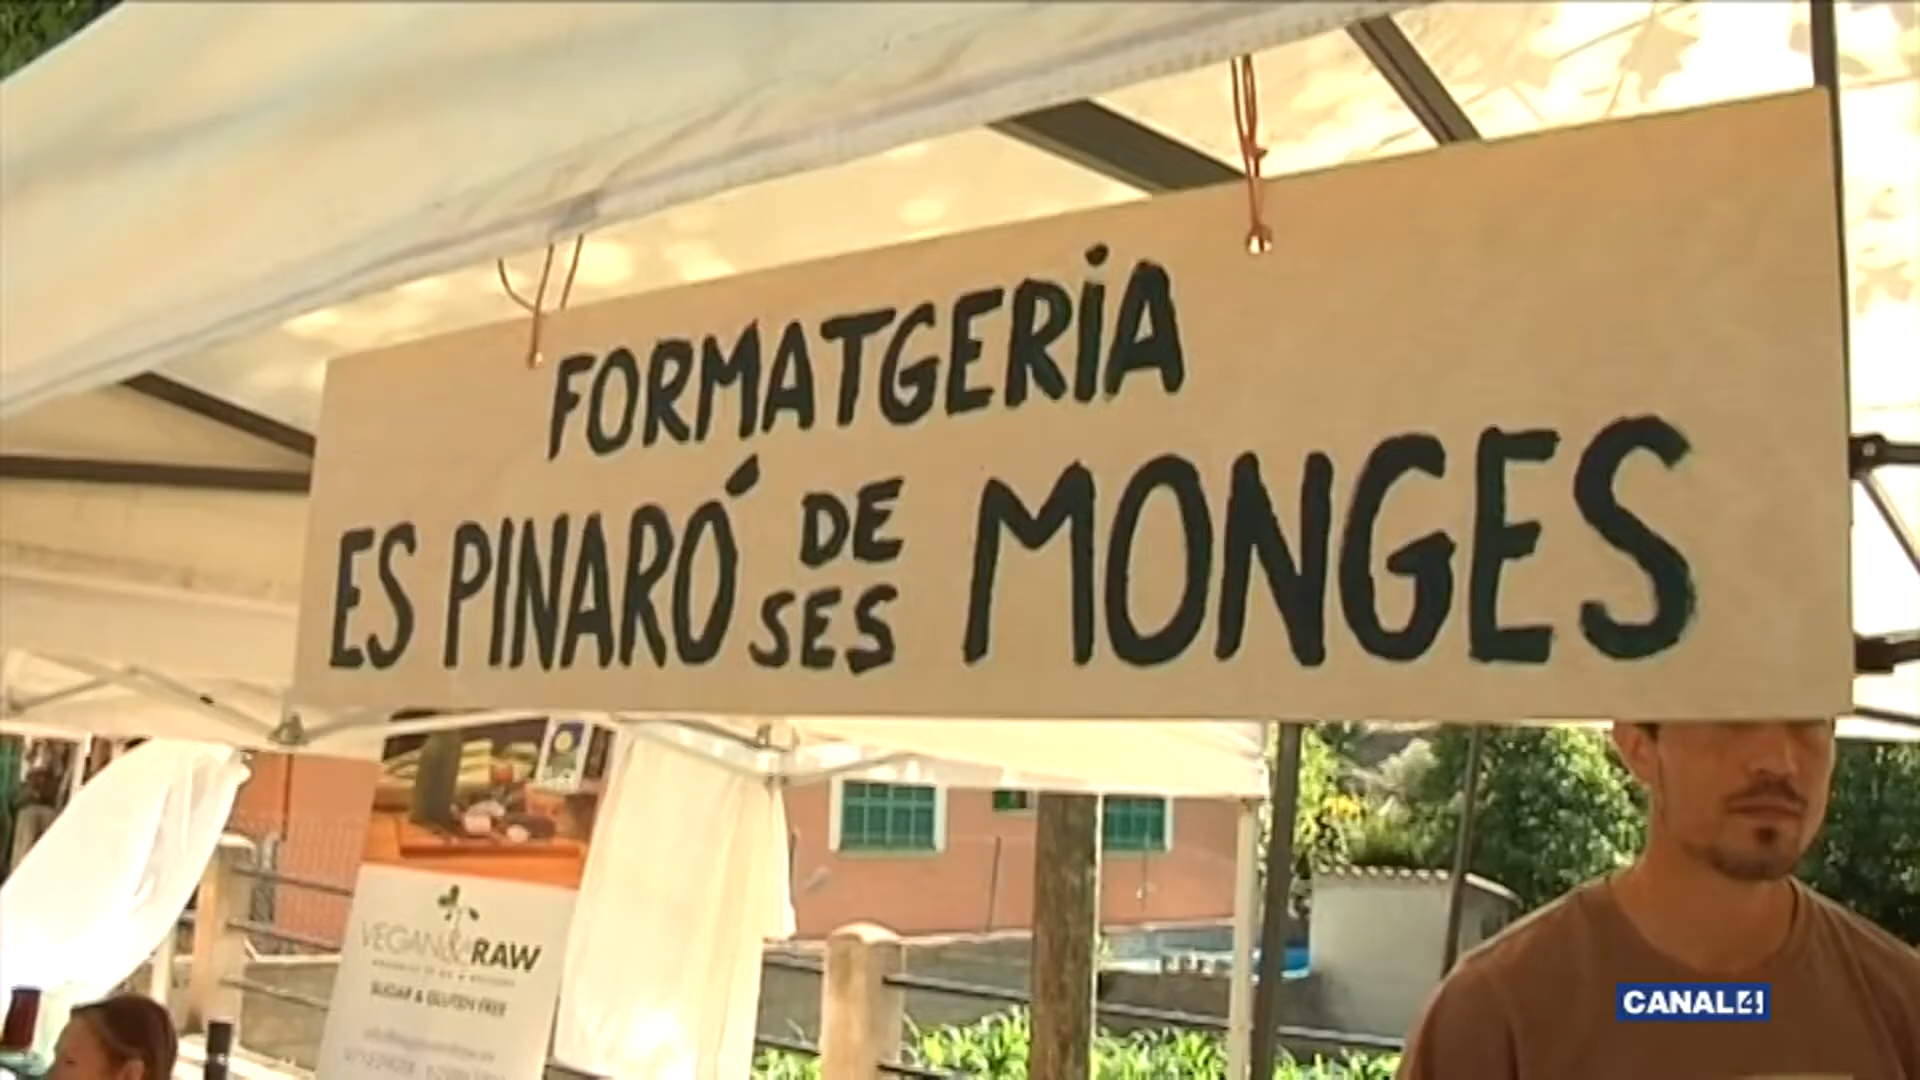 FORMATGERIA
ES PINARÓ DE SES MONGES
VEGAN&RAW
SUGAR & GLUTEN FREE
CANAL4